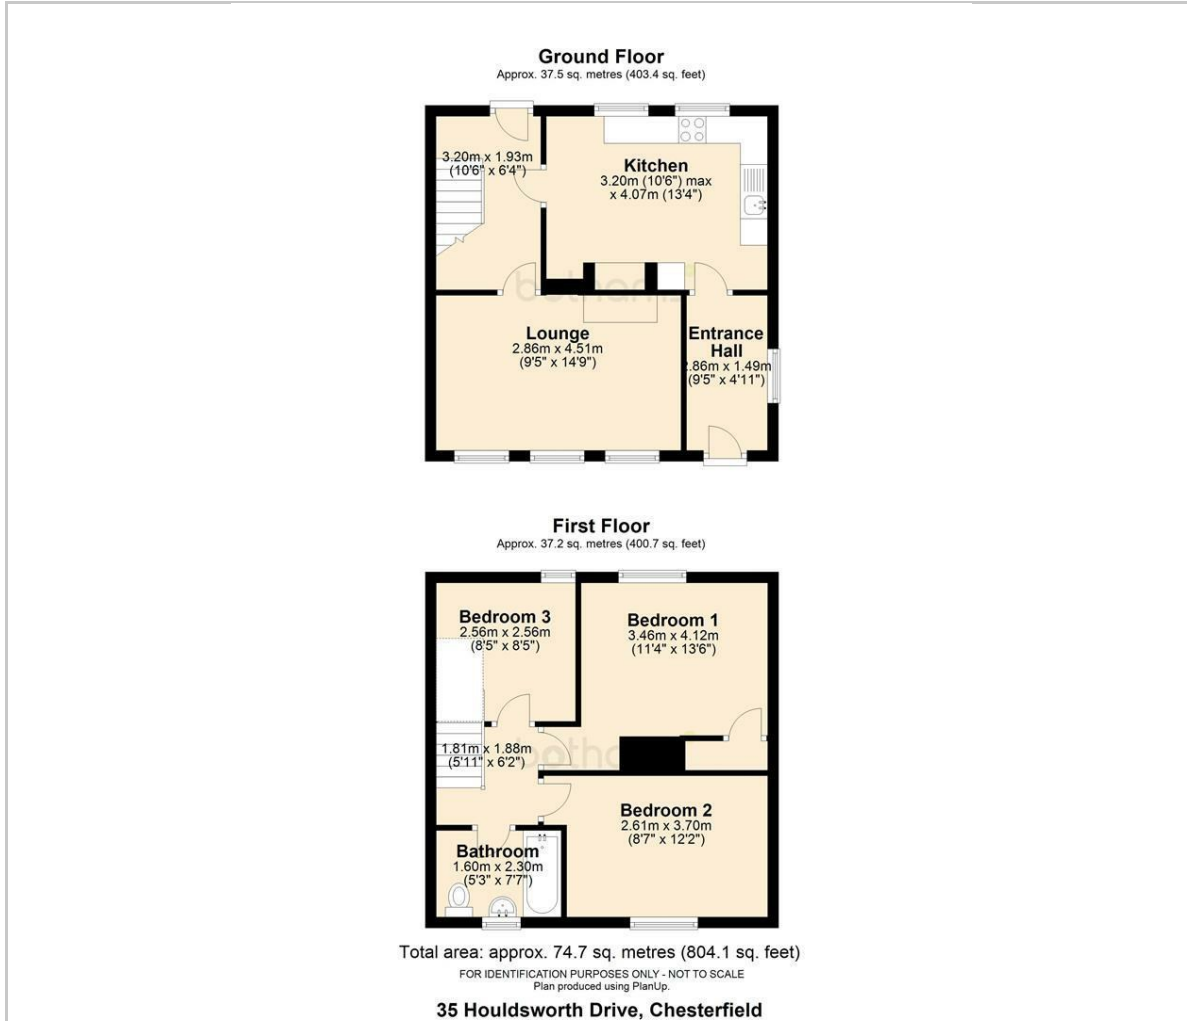 Ground Floor
Approx. 37.5 sq. metres (403.4 sq. feet)
3.20m x 1.93m
(10'6" x 6'4")
Kitchen
3.20m (10'6") max
x 4.07m (13'4")
Lounge
2.86m x 4.51m
(9'5" x 14'9")
Entrance
Hall
.86m x 1.49m
(9'5" x 4'11")
First Floor
Approx. 37.2 sq. metres (400.7 sq. feet)
Bedroom 3
2.56m x 2.56m
(8'5" x 8'5")
Bedroom 1
3.46m x 4.12m
(11'4" x 13'6")
1.81m x 1.88m
(5'11" x 6'2")
Bedroom 2
2.61m x 3.70m
(8'7" x 12'2")
Bathroom
1.60m x 2.30m
(5'3" x 7'7")
Total area: approx. 74.7 sq. metres (804.1 sq. feet)
FOR IDENTIFICATION PURPOSES ONLY - NOT TO SCALE
Plan produced using PlanUp.
35 Houldsworth Drive, Chesterfield